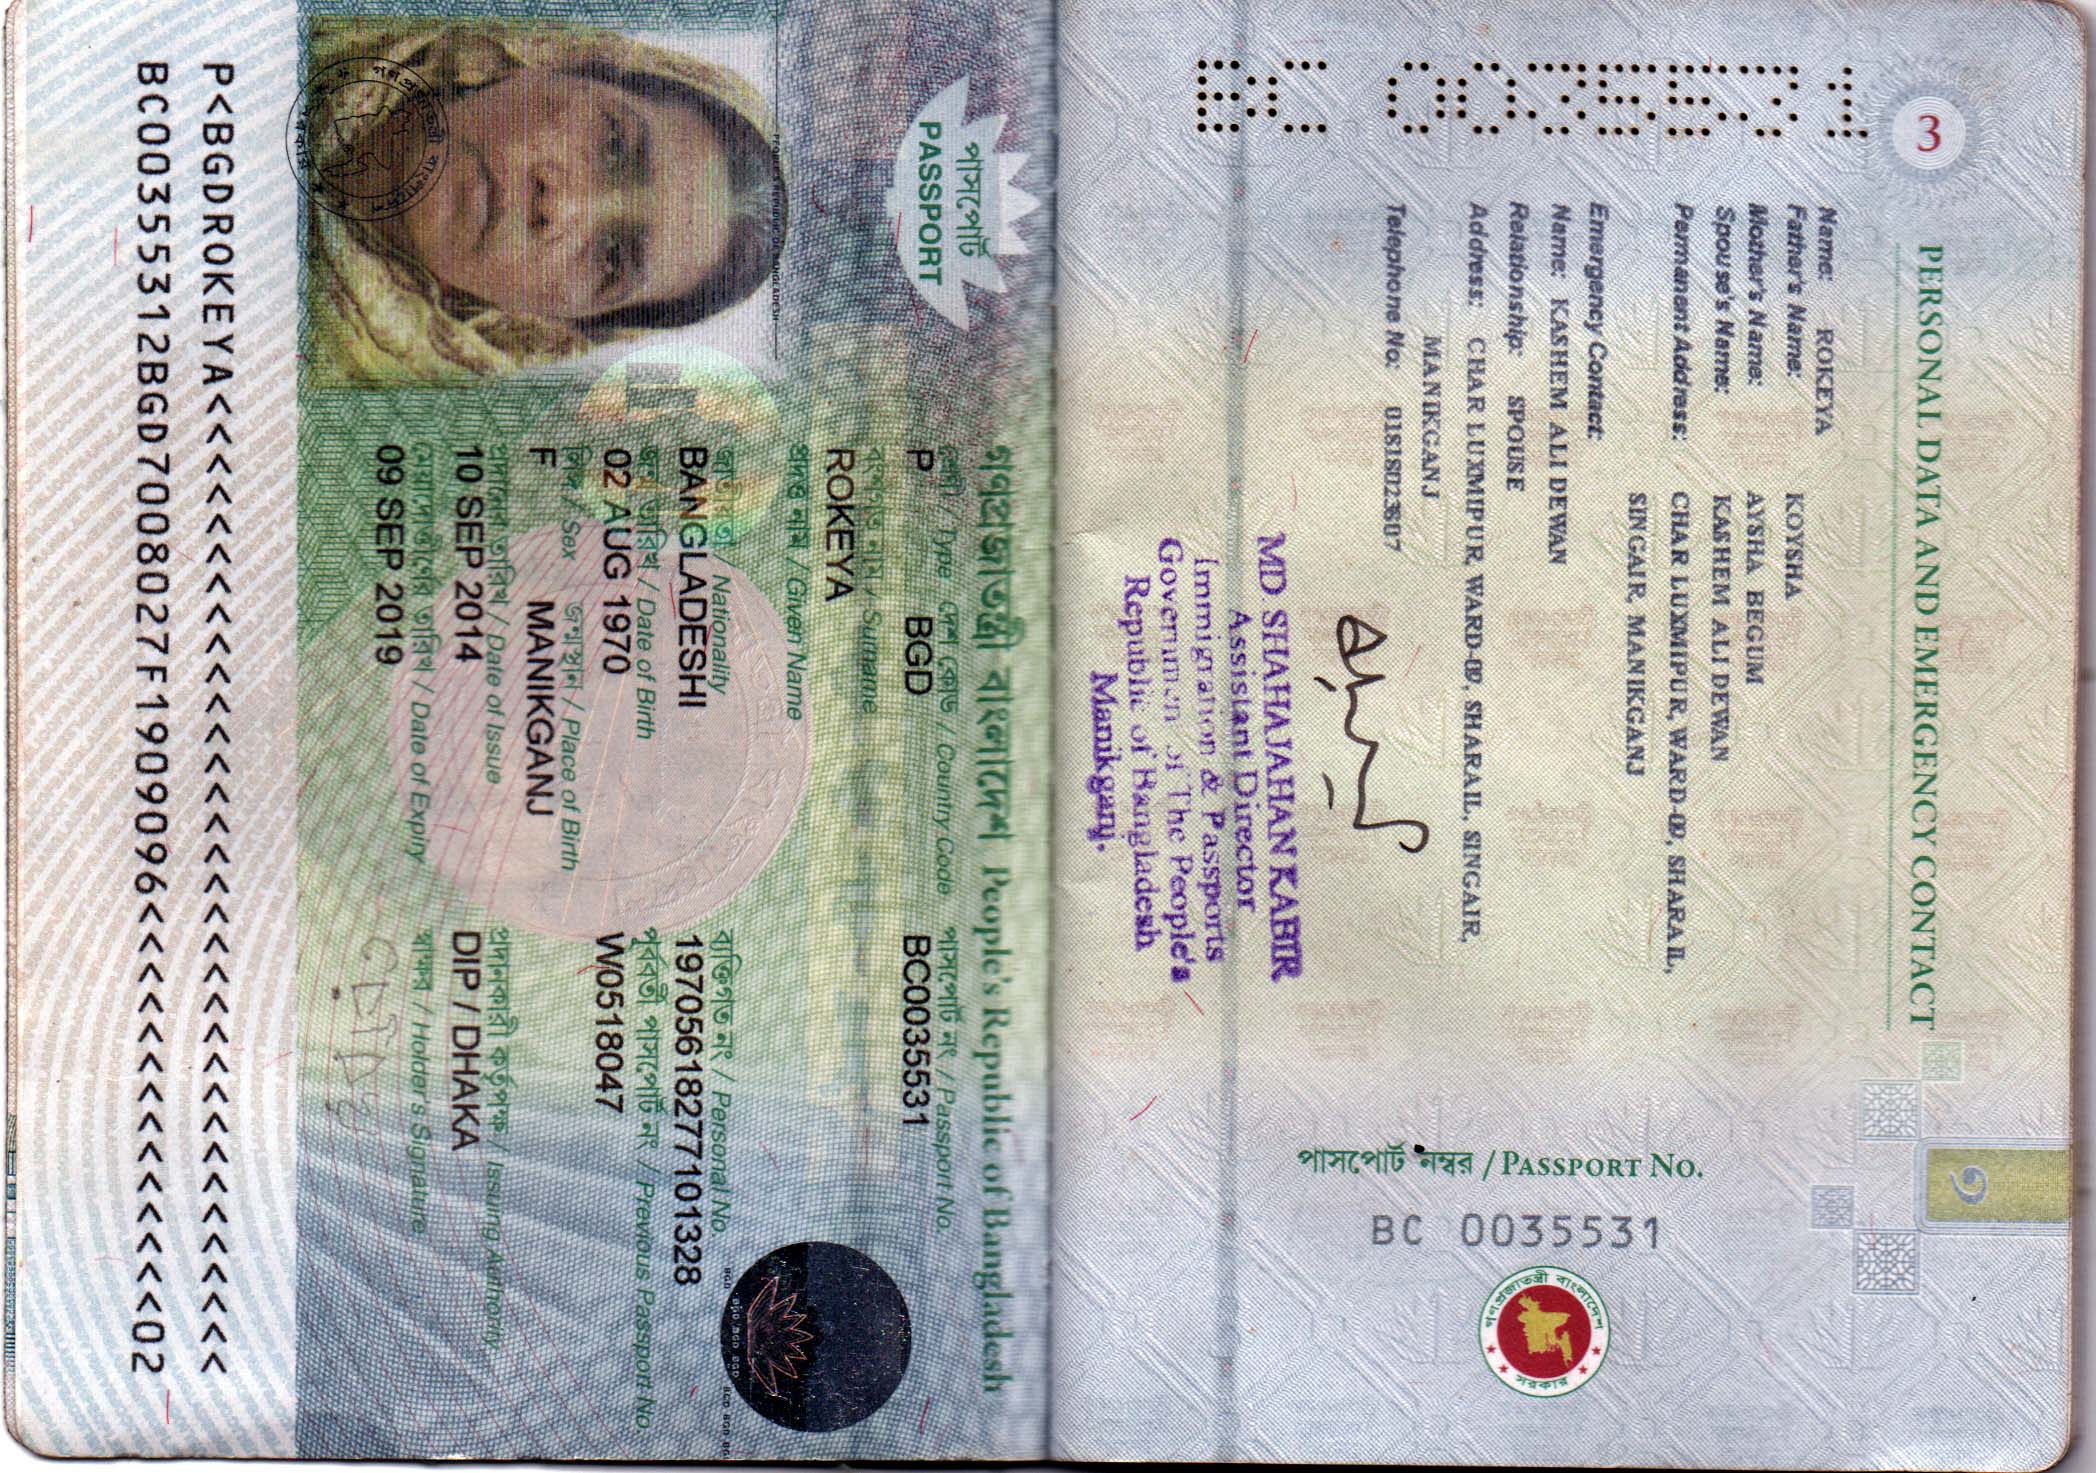 3
PERSONAL DATA AND EMERGENCY CONTACT
Name: ROKEYA
Father's Name: KOYSHA
Mother's Name: AYSHA BEGUM
Spouse's Name: KASHEM ALI DEWAN
Permanent Address: CHAR LUXMIPUR, WARD-09, SHARAIL,
SINGAIR, MANIKGANJ
Emergency Contact:
Name: KASHEM ALI DEWAN
Relationship: SPOUSE
Address: CHAR LUXMIPUR, WARD-09, SHARAIL, SINGAIR,
MANIKGANJ
Telephone No: 01818023807
BC 0035531
MD SHAHAJAHAN KABIR
Assistant Director
Immigration & Passports
Government of The People's
Republic of Bangladesh
Manikganj.
পাসপোর্ট নম্বর / PASSPORT No.
BC 0035531
গণপ্রজাতন্ত্রী বাংলাদেশ
সরকার
গণপ্রজাতন্ত্রী বাংলাদেশ People's Republic of Bangladesh
পাসপোর্ট
PASSPORT
শ্রেণী / Type দেশ কোড / Country Code পাসপোর্ট নং / Passport No.
P BGD BC0035531
বংশগত নাম / Surname
ROKEYA
প্রদত্ত নাম / Given Name
জাতীয়তা Nationality ব্যক্তিগত নং / Personal No.
BANGLADESHI 19705618277101328
জন্ম তারিখ / Date of Birth পূর্ববর্তী পাসপোর্ট নং / Previous Passport No.
02 AUG 1970 W0518047
লিঙ্গ / Sex জন্মস্থান / Place of Birth
F MANIKGANJ
প্রদানের তারিখ / Date of Issue প্রদানকারী কর্তৃপক্ষ / Issuing Authority
10 SEP 2014 DIP / DHAKA
মেয়াদোত্তীর্ণের তারিখ / Date of Expiry স্বাক্ষর / Holder's Signature
09 SEP 2019
P<BGDROKEYA<<<<<<<<<<<<<<<<<<<<<<<<<<<<<<<<<
BC00355312BGD7008027F1909096<<<<<<<<<<<<<<02